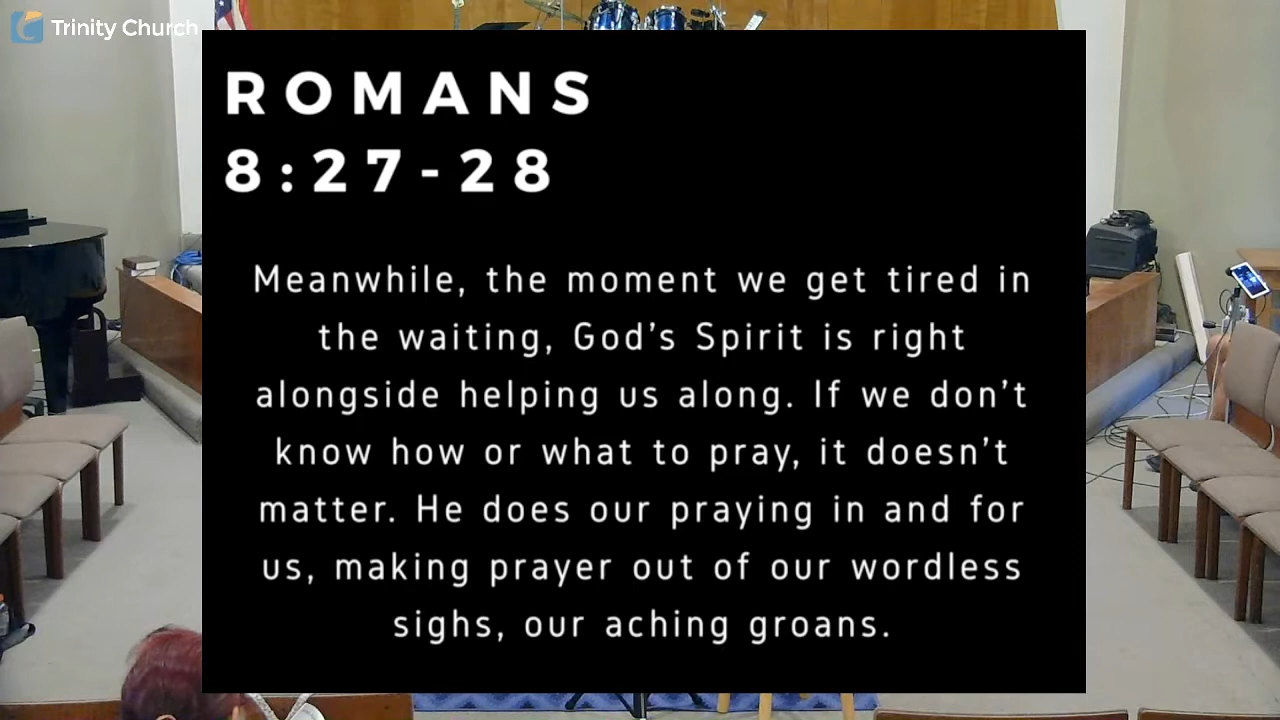 Trinity Church
ROMANS
8:27-28
Meanwhile, the moment we get tired in
the waiting, God’s Spirit is right
alongside helping us along. If we don’t
know how or what to pray, it doesn’t
matter. He does our praying in and for
us, making prayer out of our wordless
sighs, our aching groans.